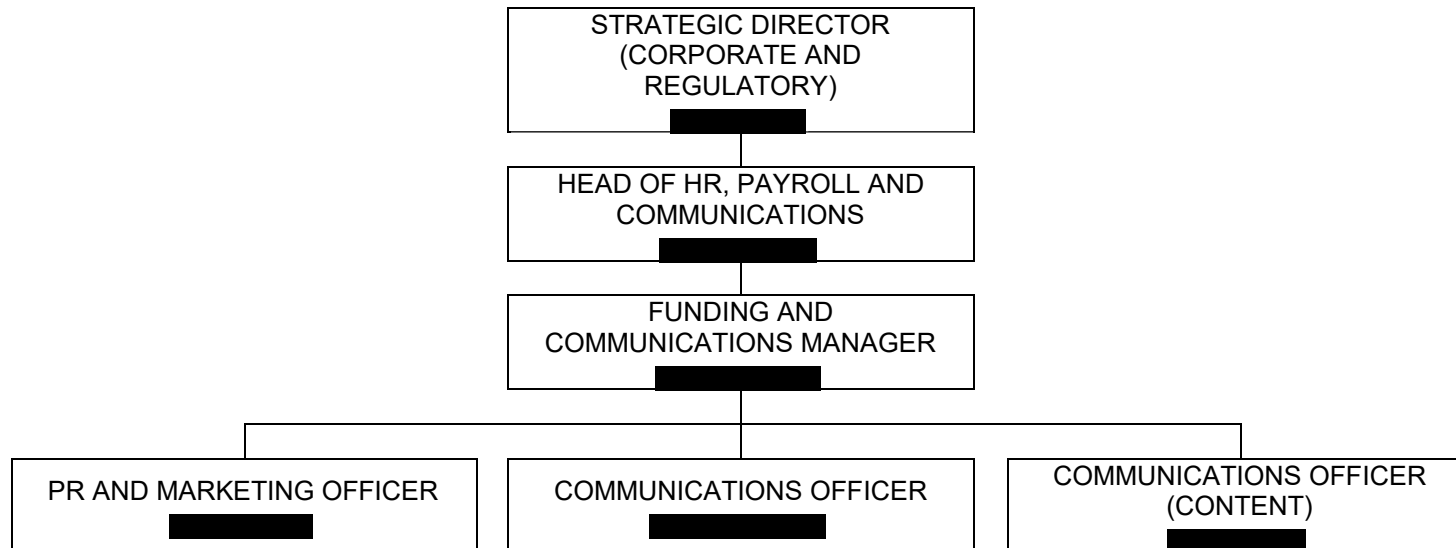 STRATEGIC DIRECTOR
(CORPORATE AND
REGULATORY)
HEAD OF HR, PAYROLL AND
COMMUNICATIONS
FUNDING AND
COMMUNICATIONS MANAGER
PR AND MARKETING OFFICER
COMMUNICATIONS OFFICER
COMMUNICATIONS OFFICER
(CONTENT)